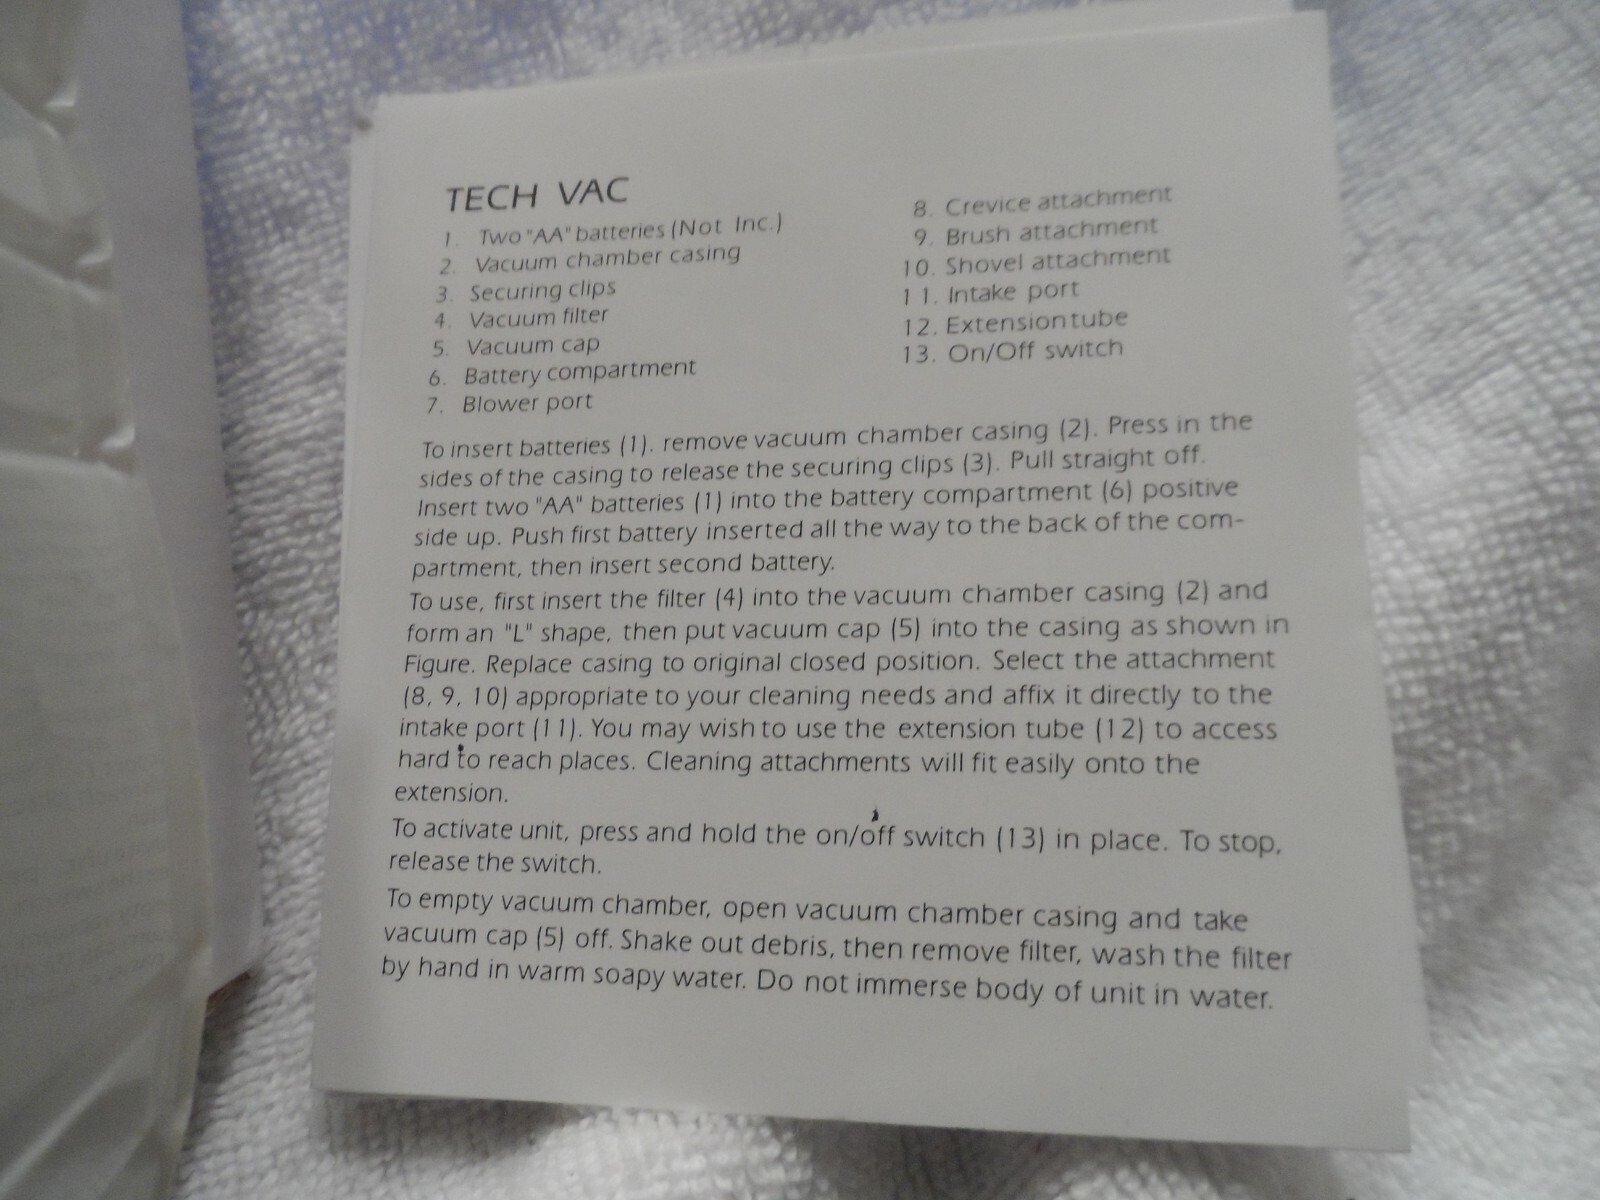 TECH VAC
1. Two "AA" batteries (Not Inc.)
2. Vacuum chamber casing
3. Securing clips
4. Vacuum filter
5. Vacuum cap
6. Battery compartment
7. Blower port
8. Crevice attachment
9. Brush attachment
10. Shovel attachment
11. Intake port
12. Extension tube
13. On/Off switch
To insert batteries (1). remove vacuum chamber casing (2). Press in the
sides of the casing to release the securing clips (3). Pull straight off.
Insert two "AA" batteries (1) into the battery compartment (6) positive
side up. Push first battery inserted all the way to the back of the com-
partment, then insert second battery.
To use, first insert the filter (4) into the vacuum chamber casing (2) and
form an "L" shape, then put vacuum cap (5) into the casing as shown in
Figure. Replace casing to original closed position. Select the attachment
(8, 9, 10) appropriate to your cleaning needs and affix it directly to the
intake port (11). You may wish to use the extension tube (12) to access
hard to reach places. Cleaning attachments will fit easily onto the
extension.
To activate unit, press and hold the on/off switch (13) in place. To stop,
release the switch.
To empty vacuum chamber, open vacuum chamber casing and take
vacuum cap (5) off. Shake out debris, then remove filter, wash the filter
by hand in warm soapy water. Do not immerse body of unit in water.